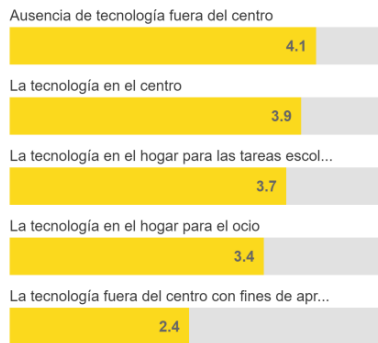 Ausencia de tecnología fuera del centro
4.1
La tecnología en el centro
3.9
La tecnología en el hogar para las tareas escol...
3.7
La tecnología en el hogar para el ocio
3.4
La tecnología fuera del centro con fines de apr...
2.4